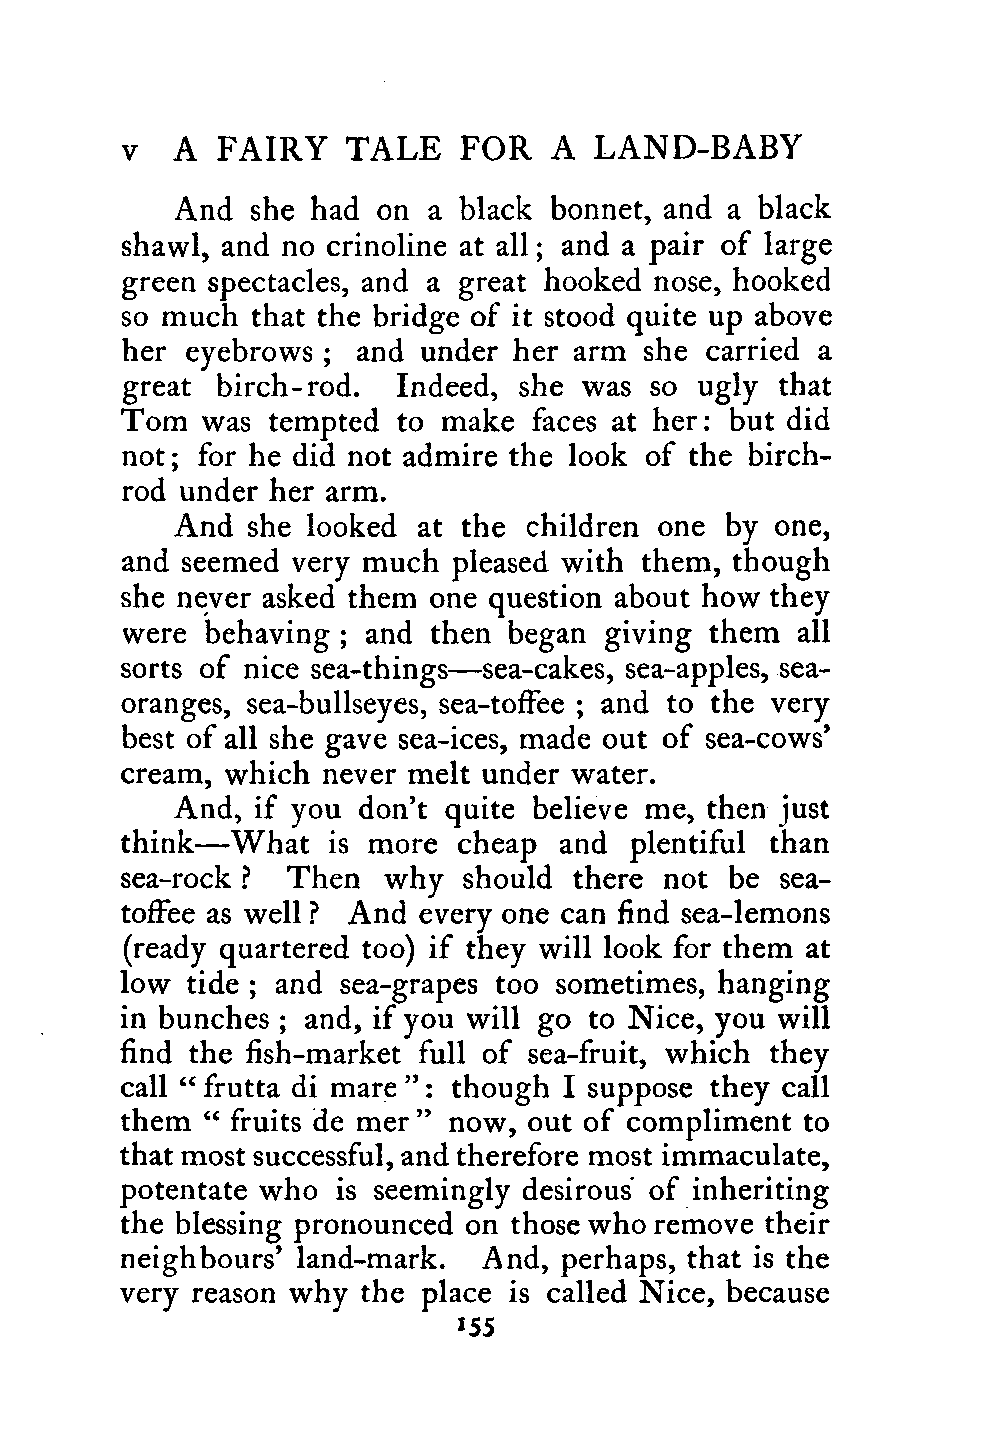 v A FAIRY TALE FOR A LAND-BABY
And she had on a black bonnet, and a black
shawl, and no crinoline at all; and a pair of large
green spectacles, and a great hooked nose, hooked
so much that the bridge of it stood quite up above
her eyebrows; and under her arm she carried a
great birch-rod. Indeed, she was so ugly that
Tom was tempted to make faces at her: but did
not; for he did not admire the look of the birch-
rod under her arm.
And she looked at the children one by one,
and seemed very much pleased with them, though
she never asked them one question about how they
were behaving; and then began giving them all
sorts of nice sea-things—sea-cakes, sea-apples, sea-
oranges, sea-bullseyes, sea-toffee; and to the very
best of all she gave sea-ices, made out of sea-cows'
cream, which never melt under water.
And, if you don't quite believe me, then just
think—What is more cheap and plentiful than
sea-rock? Then why should there not be sea-
toffee as well? And every one can find sea-lemons
(ready quartered too) if they will look for them at
low tide; and sea-grapes too sometimes, hanging
in bunches; and, if you will go to Nice, you will
find the fish-market full of sea-fruit, which they
call "frutta di mare": though I suppose they call
them "fruits de mer" now, out of compliment to
that most successful, and therefore most immaculate,
potentate who is seemingly desirous of inheriting
the blessing pronounced on those who remove their
neighbours' land-mark. And, perhaps, that is the
very reason why the place is called Nice, because
155